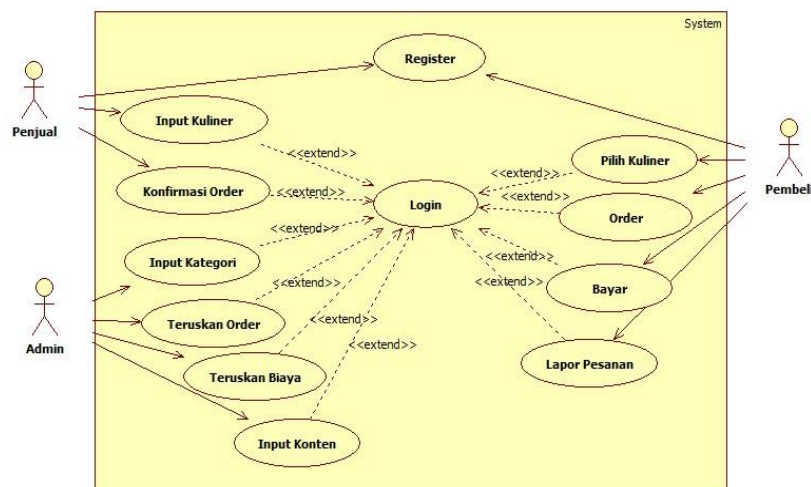 System
Register
Penjual
Input Kuliner
<<extend>>
Pilih Kuliner
<<extend>>
Pembeli
Konfirmasi Order
<<extend>>
Login
<<extend>>
Order
Input Kategori
<<extend>>
<<extend>>
Bayar
Teruskan Order
<<extend>>
<<extend>>
Admin
<<extend>>
<<extend>>
Lapor Pesanan
Teruskan Biaya
Input Konten